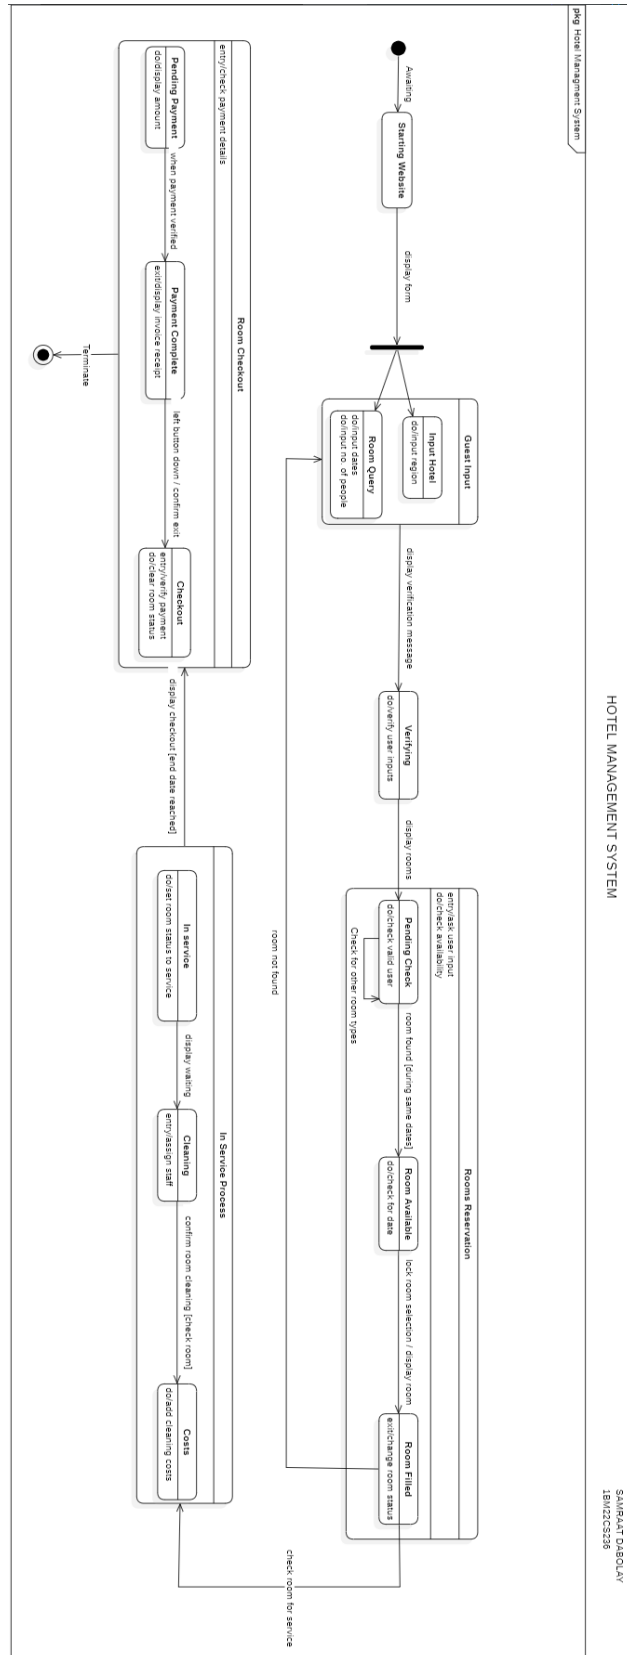 HOTEL MANAGEMENT SYSTEM
SAMRAAT DABOLAY
1BM22CS236
pkg Hotel Managment System
Awaiting
Starting Website
display form
Guest Input
Input Hotel
do/input region
Room Query
do/input dates
do/input no. of people
display verification message
Verifying
do/verify user inputs
display rooms
Rooms Reservation
entry/ask user input
do/check availability
Pending Check
do/check valid user
Check for other room types
room found [during same dates]
Room Available
do/check for date
lock room selection / display room
Room Filled
exit/change room status
room not found
check room for service
In Service Process
In service
do/set room status to service
display waiting
Cleaning
entry/assign staff
confirm room cleaning [check room]
Costs
do/add cleaning costs
display checkout [end date reached]
Room Checkout
entry/check payment details
Pending Payment
do/display amount
when payment verified
Payment Complete
exit/display invoice receipt
left button down / confirm exit
Checkout
entry/verify payment
do/clear room status
Terminate